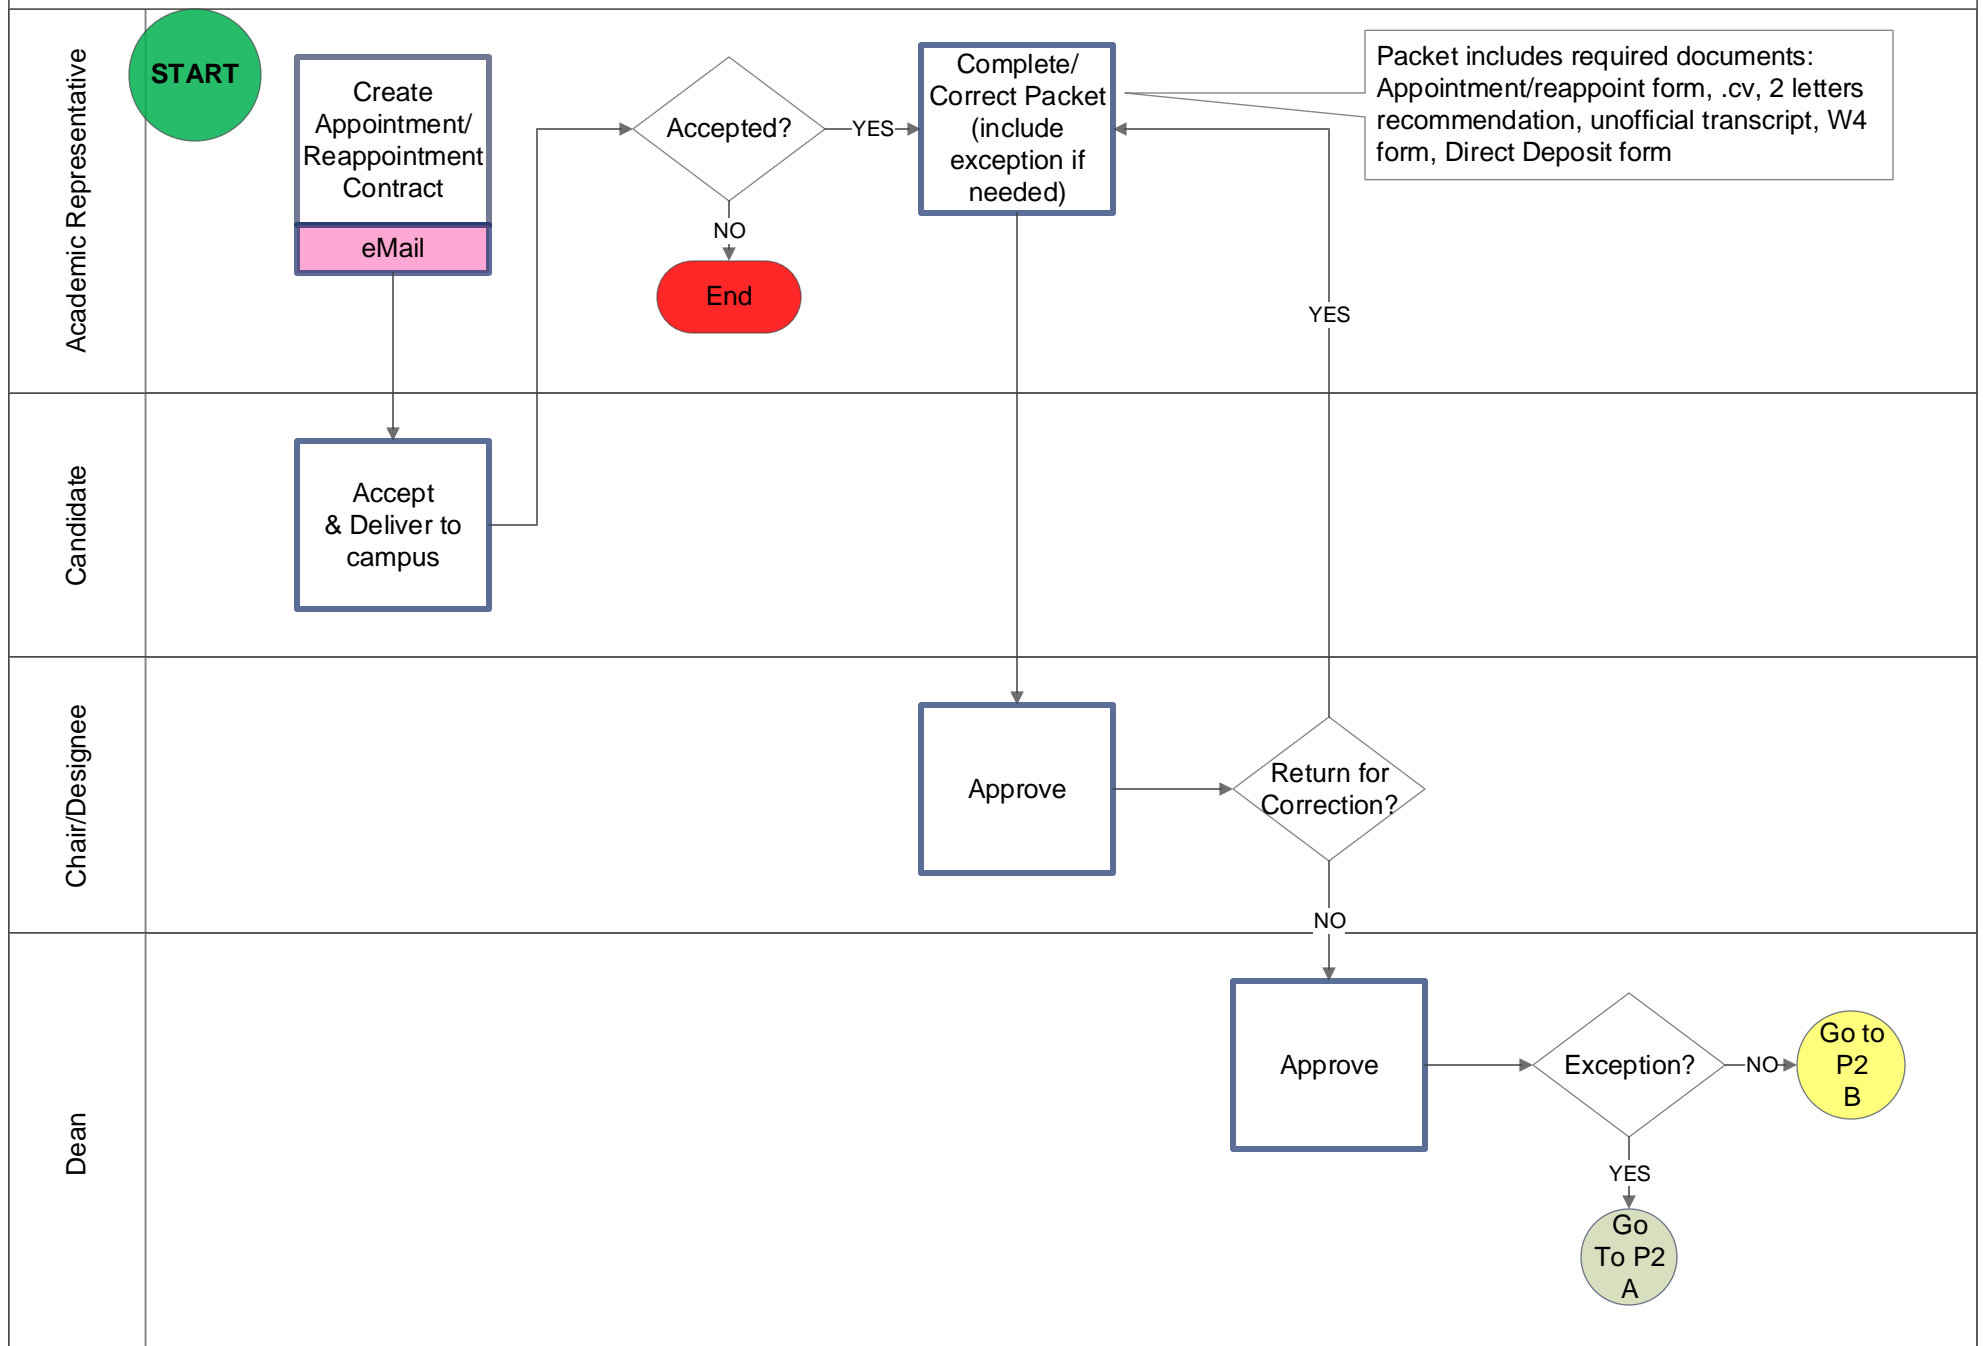 Academic Representative
START
Create
Appointment/
Reappointment
Contract
eMail
Accepted?
YES
NO
End
Complete/
Correct Packet
(include
exception if
needed)
Packet includes required documents:
Appointment/reappoint form, .cv, 2 letters
recommendation, unofficial transcript, W4
form, Direct Deposit form
YES
Candidate
Accept
& Deliver to
campus
Chair/Designee
Approve
Return for
Correction?
NO
Dean
Approve
Exception?
NO
Go to
P2
B
YES
Go
To P2
A